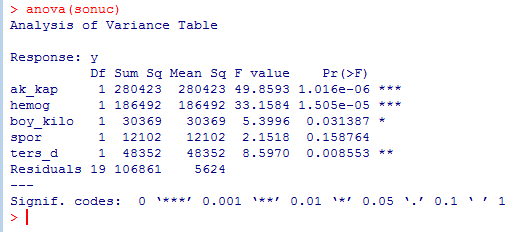 > anova(sonuc)
Analysis of Variance Table

Response: y
          Df Sum Sq Mean Sq F value    Pr(>F)
ak_kap     1 280423  280423 49.8593 1.016e-06 ***
hemog      1 186492  186492 33.1584 1.505e-05 ***
boy_kilo   1  30369   30369  5.3996  0.031387 *
spor       1  12102   12102  2.1518  0.158764
ters_d     1  48352   48352  8.5970  0.008553 **
Residuals 19 106861    5624
---
Signif. codes:  0 ‘***’ 0.001 ‘**’ 0.01 ‘*’ 0.05 ‘.’ 0.1 ‘ ’ 1
>